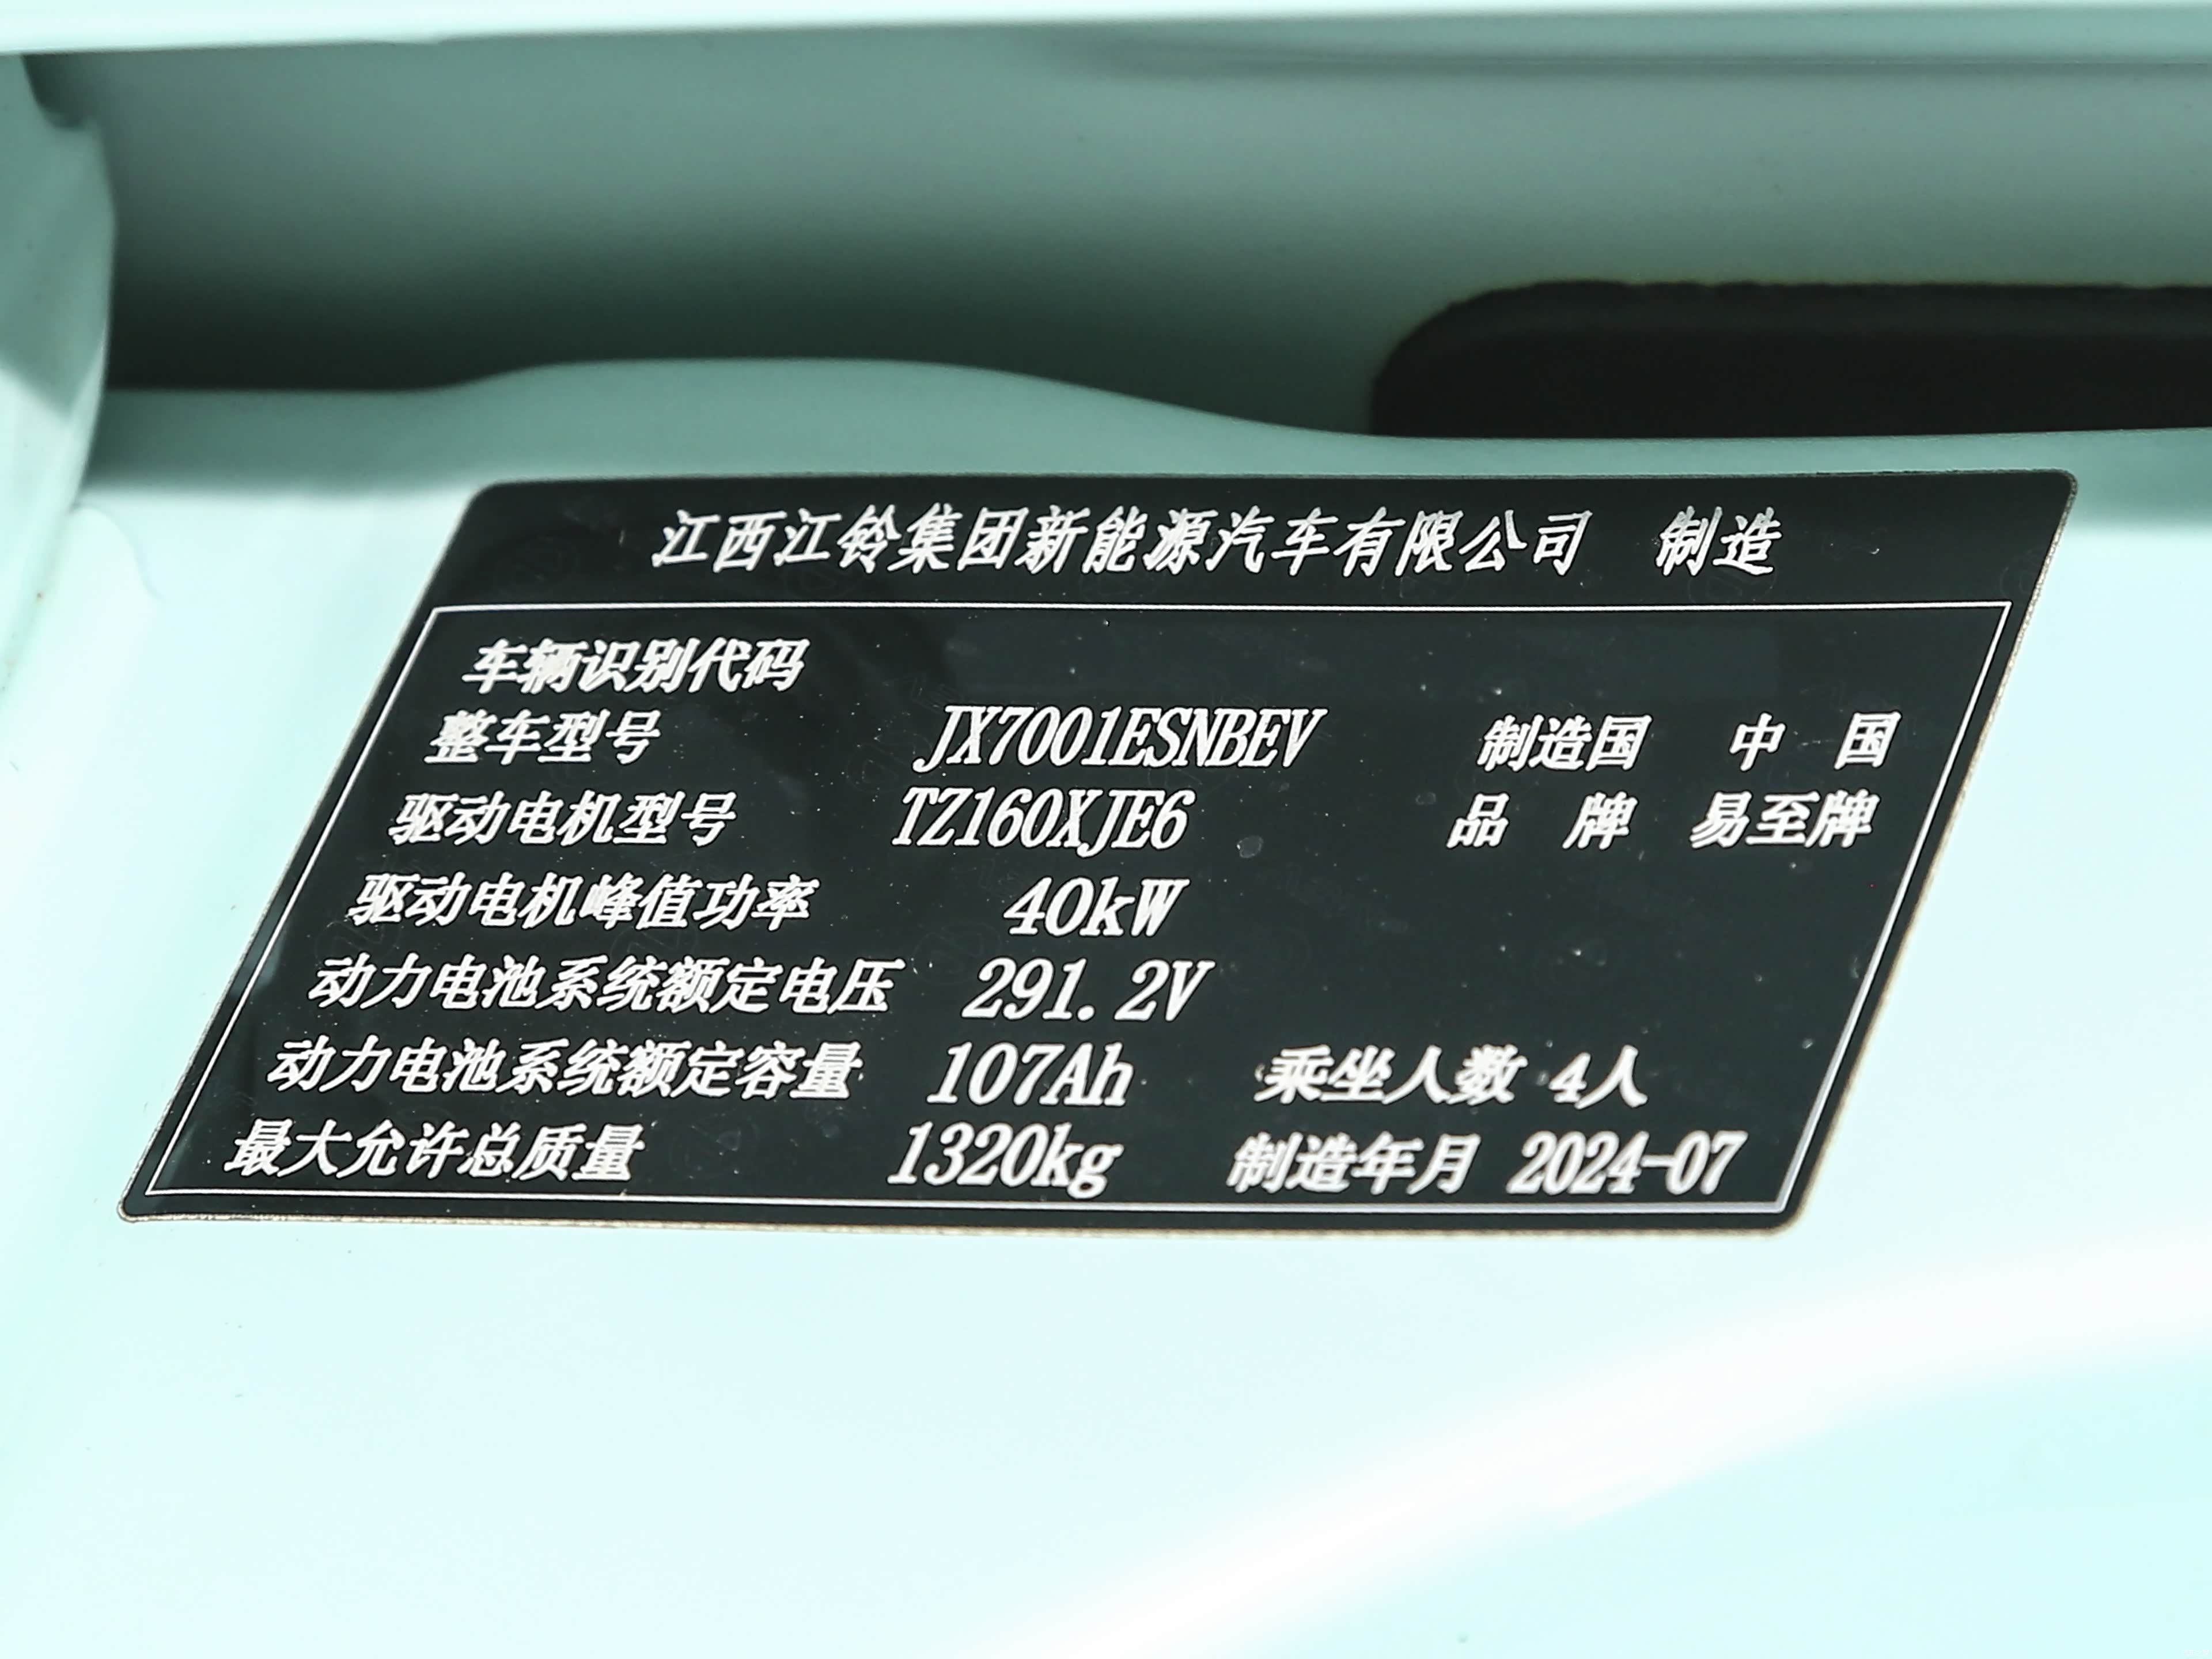 江西江铃集团新能源汽车有限公司 制造
车辆识别代码
整车型号 JX7001ESNBEV 制造国 中 国
驱动电机型号 TZ160XJE6 品 牌 易至牌
驱动电机峰值功率 40kW
动力电池系统额定电压 291.2V
动力电池系统额定容量 107Ah 乘坐人数 4人
最大允许总质量 1320kg 制造年月 2024-07